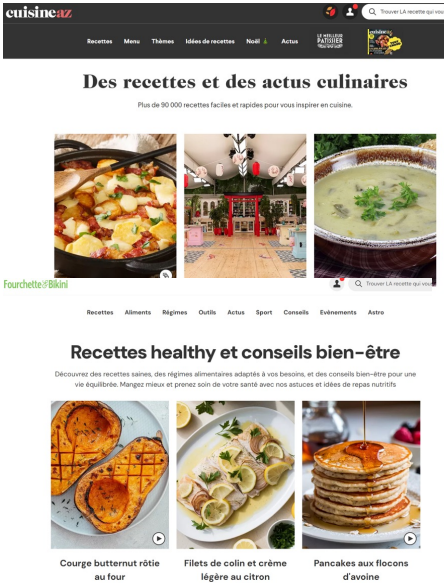 cuisineaz
Trouver LA recette qui vou
Recettes Menu Thèmes Idées de recettes Noël Actus LE MEILLEUR PATISSIER cuisineaz
Des recettes et des actus culinaires
Plus de 90 000 recettes faciles et rapides pour vous inspirer en cuisine.
Fourchette & Bikini
Trouver LA recette qui vous
Recettes Aliments Régimes Outils Actus Sport Conseils Evénements Astro
Recettes healthy et conseils bien-être
Découvrez des recettes saines, des régimes alimentaires adaptés à vos besoins, et des conseils bien-être pour une
vie équilibrée. Mangez mieux et prenez soin de votre santé avec nos astuces et idées de repas nutritifs
Courge butternut rôtie
au four
Filets de colin et crème
légère au citron
Pancakes aux flocons
d'avoine